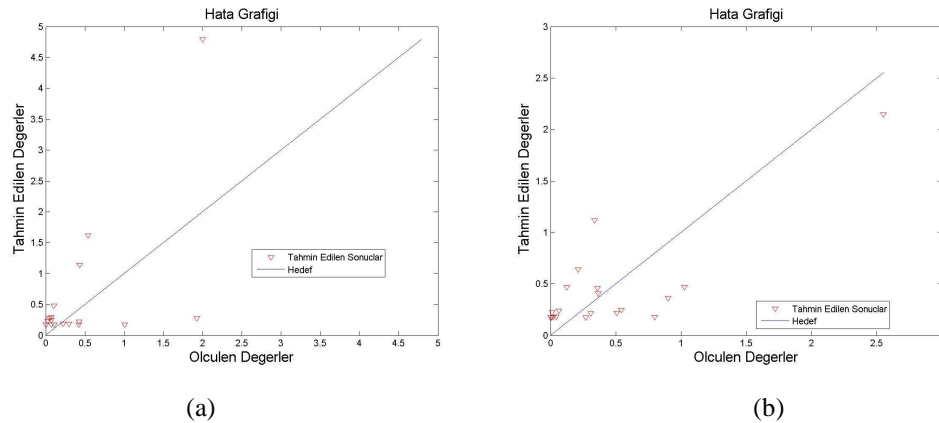 Hata Grafigi
5
4.5
4
3.5
3
2.5
2
1.5
1
0.5
0
Tahmin Edilen Degerler
Tahmin Edilen Sonuclar
Hedef
0 0.5 1 1.5 2 2.5 3 3.5 4 4.5 5
Olculen Degerler
(a)
Hata Grafigi
3
2.5
2
1.5
1
0.5
0
Tahmin Edilen Degerler
Tahmin Edilen Sonuclar
Hedef
0 0.5 1 1.5 2 2.5
Olculen Degerler
(b)